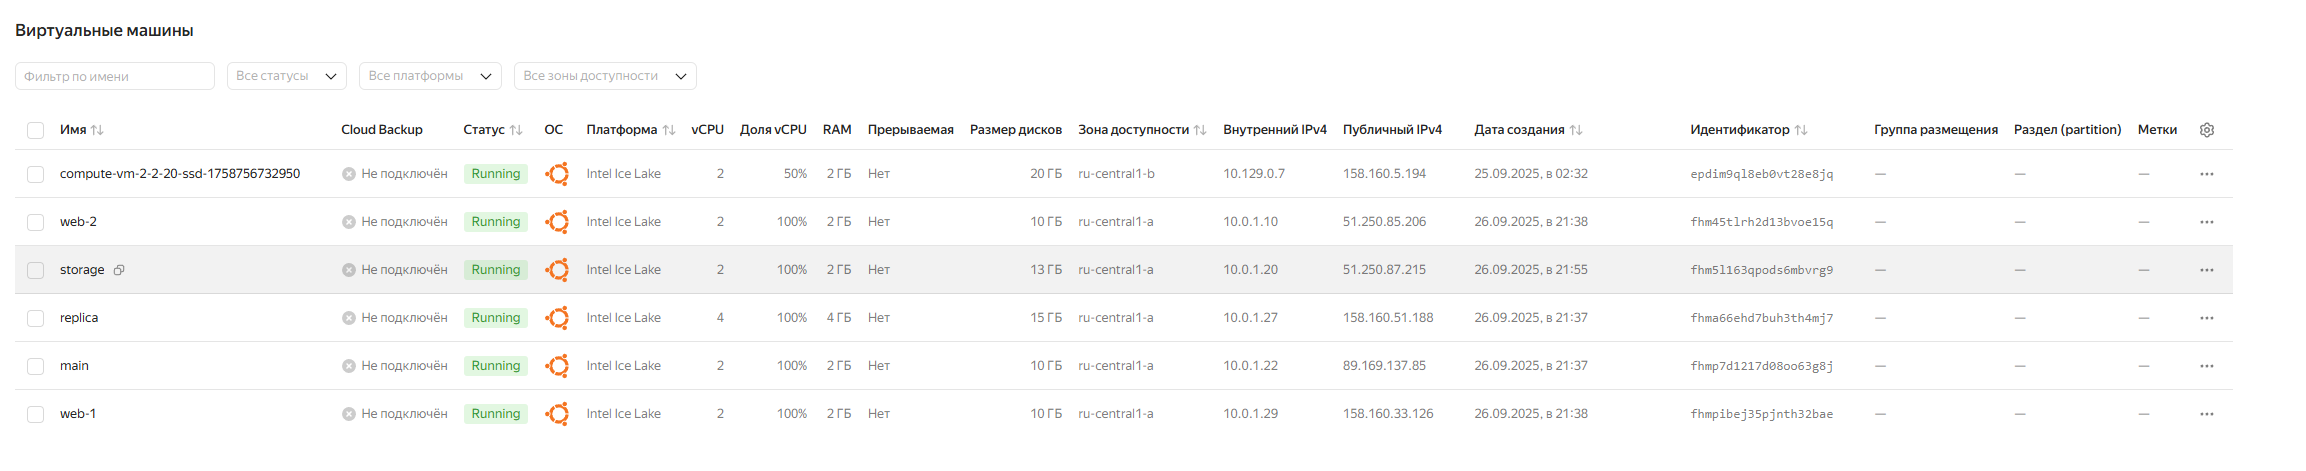 Виртуальные машины
Фильтр по имени Все статусы Все платформы Все зоны доступности
Имя Cloud Backup Статус ОС Платформа vCPU Доля vCPU RAM Прерываемая Размер дисков Зона доступности Внутренний IPv4 Публичный IPv4 Дата создания Идентификатор Группа размещения Раздел (partition) Метки
compute-vm-2-2-20-ssd-1758756732950 Не подключён Running Intel Ice Lake 2 50% 2 ГБ Нет 20 ГБ ru-central1-b 10.129.0.7 158.160.5.194 25.09.2025, в 02:32 epdim9ql8eb0vt28e8jq — — —
web-2 Не подключён Running Intel Ice Lake 2 100% 2 ГБ Нет 10 ГБ ru-central1-a 10.0.1.10 51.250.85.206 26.09.2025, в 21:38 fhm45tlrh2d13bvoe15q — — —
storage Не подключён Running Intel Ice Lake 2 100% 2 ГБ Нет 13 ГБ ru-central1-a 10.0.1.20 51.250.87.215 26.09.2025, в 21:55 fhm5l163qpods6mbvrg9 — — —
replica Не подключён Running Intel Ice Lake 4 100% 4 ГБ Нет 15 ГБ ru-central1-a 10.0.1.27 158.160.51.188 26.09.2025, в 21:37 fhma66ehd7buh3th4mj7 — — —
main Не подключён Running Intel Ice Lake 2 100% 2 ГБ Нет 10 ГБ ru-central1-a 10.0.1.22 89.169.137.85 26.09.2025, в 21:37 fhmp7d1217d08oo63g8j — — —
web-1 Не подключён Running Intel Ice Lake 2 100% 2 ГБ Нет 10 ГБ ru-central1-a 10.0.1.29 158.160.33.126 26.09.2025, в 21:38 fhmpibej35pjnth32bae — — —